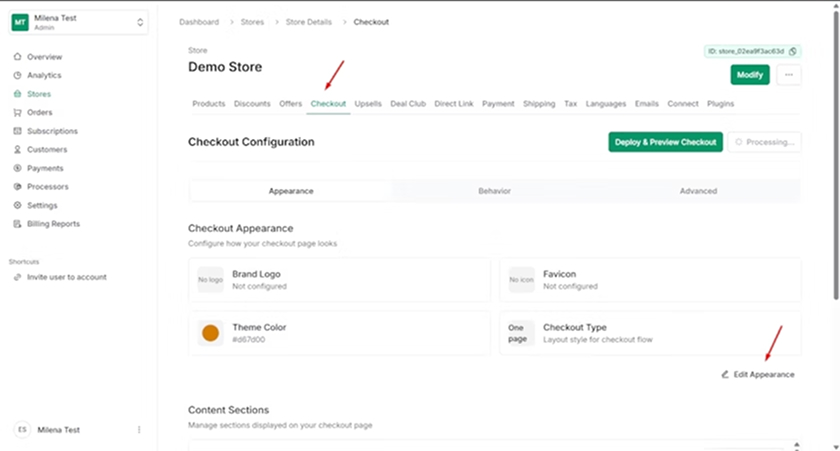 MT
Milena Test
Admin
Overview
Analytics
Stores
Orders
Subscriptions
Customers
Payments
Processors
Settings
Billing Reports
Shortcuts
Invite user to account
ES
Milena Test
Dashboard > Stores > Store Details > Checkout
Store
ID: store_02ea9f3ac63d
Demo Store
Modify
Products Discounts Offers Checkout Upsells Deal Club Direct Link Payment Shipping Tax Languages Emails Connect Plugins
Checkout Configuration
Deploy & Preview Checkout
Processing...
Appearance Behavior Advanced
Checkout Appearance
Configure how your checkout page looks
No logo
Brand Logo
Not configured
No icon
Favicon
Not configured
Theme Color
#d67d00
One
page
Checkout Type
Layout style for checkout flow
Edit Appearance
Content Sections
Manage sections displayed on your checkout page